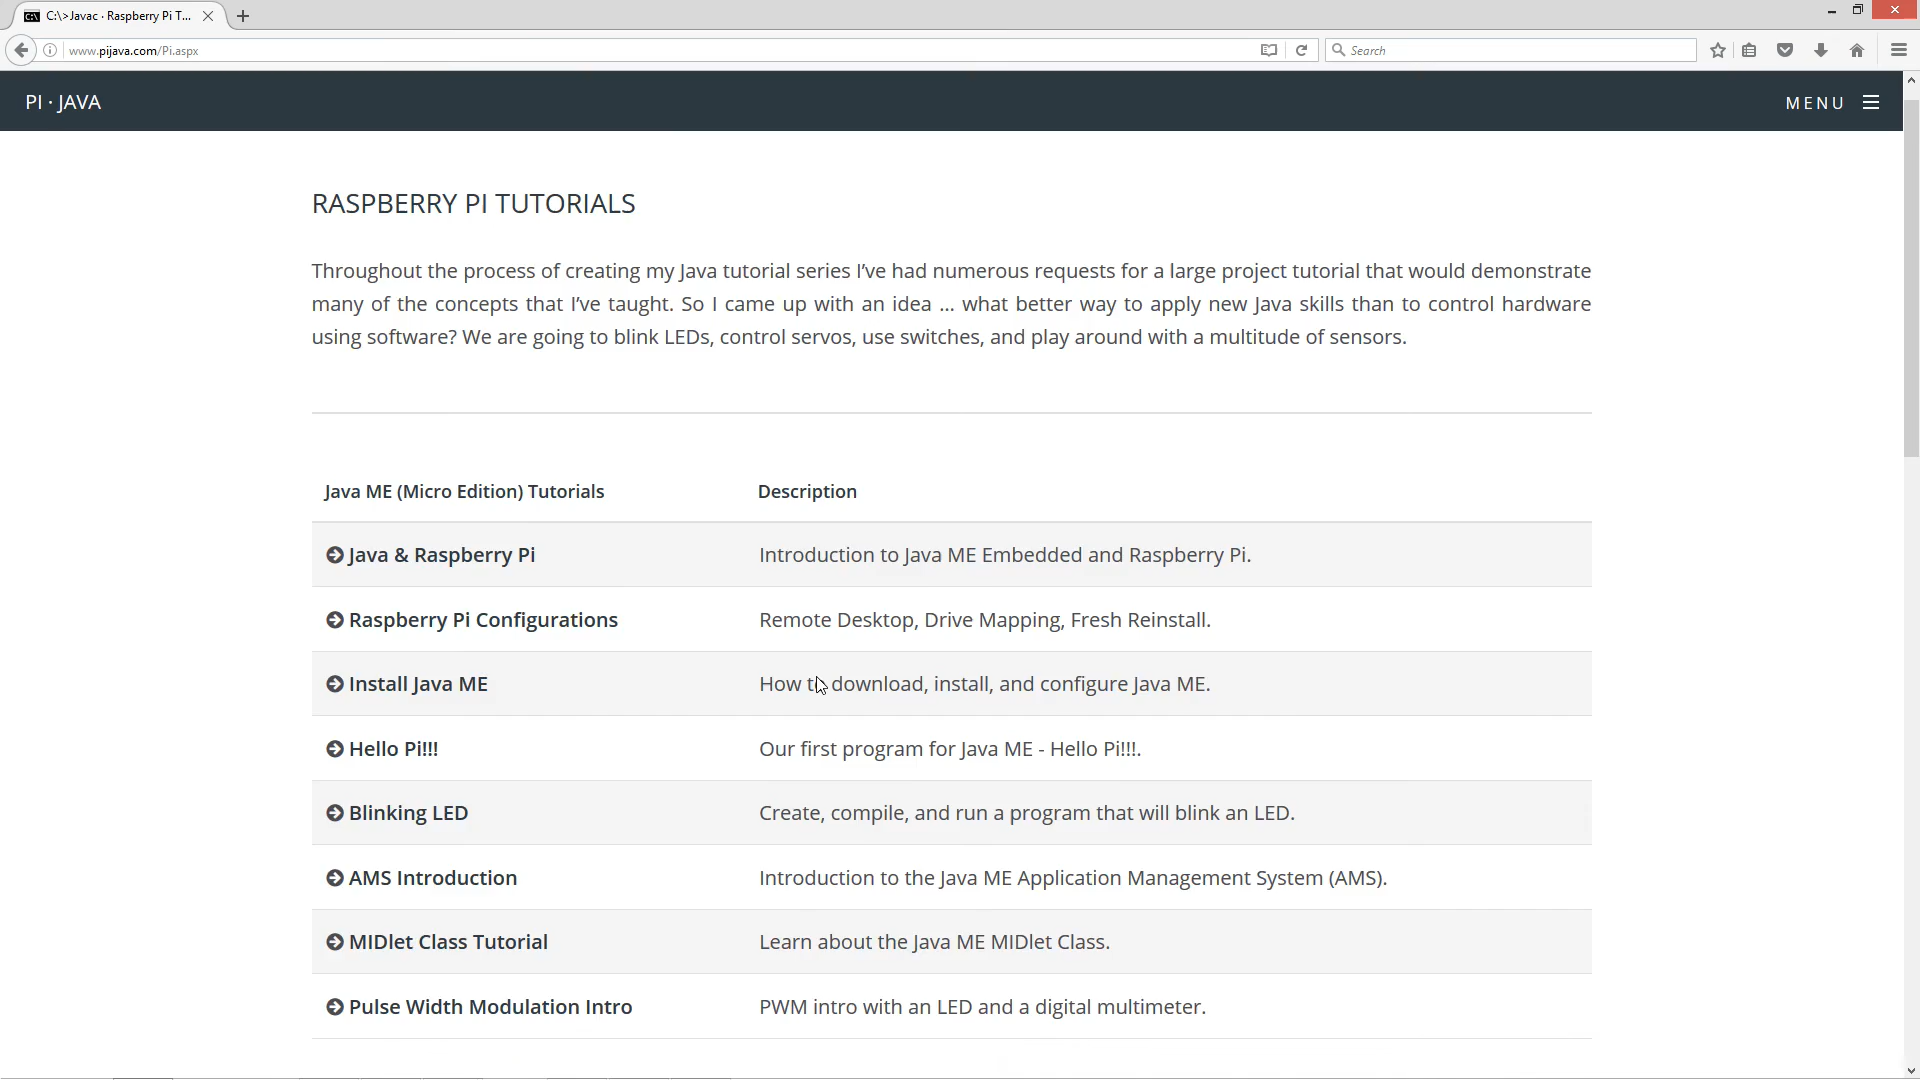 C:\>Javac · Raspberry Pi T...
www.pijava.com/Pi.aspx
Search
PI · JAVA
MENU
RASPBERRY PI TUTORIALS
Throughout the process of creating my Java tutorial series I’ve had numerous requests for a large project tutorial that would demonstrate
many of the concepts that I’ve taught. So I came up with an idea ... what better way to apply new Java skills than to control hardware
using software? We are going to blink LEDs, control servos, use switches, and play around with a multitude of sensors.
Java ME (Micro Edition) Tutorials Description
Java & Raspberry Pi Introduction to Java ME Embedded and Raspberry Pi.
Raspberry Pi Configurations Remote Desktop, Drive Mapping, Fresh Reinstall.
Install Java ME How to download, install, and configure Java ME.
Hello Pi!!! Our first program for Java ME - Hello Pi!!!.
Blinking LED Create, compile, and run a program that will blink an LED.
AMS Introduction Introduction to the Java ME Application Management System (AMS).
MIDlet Class Tutorial Learn about the Java ME MIDlet Class.
Pulse Width Modulation Intro PWM intro with an LED and a digital multimeter.